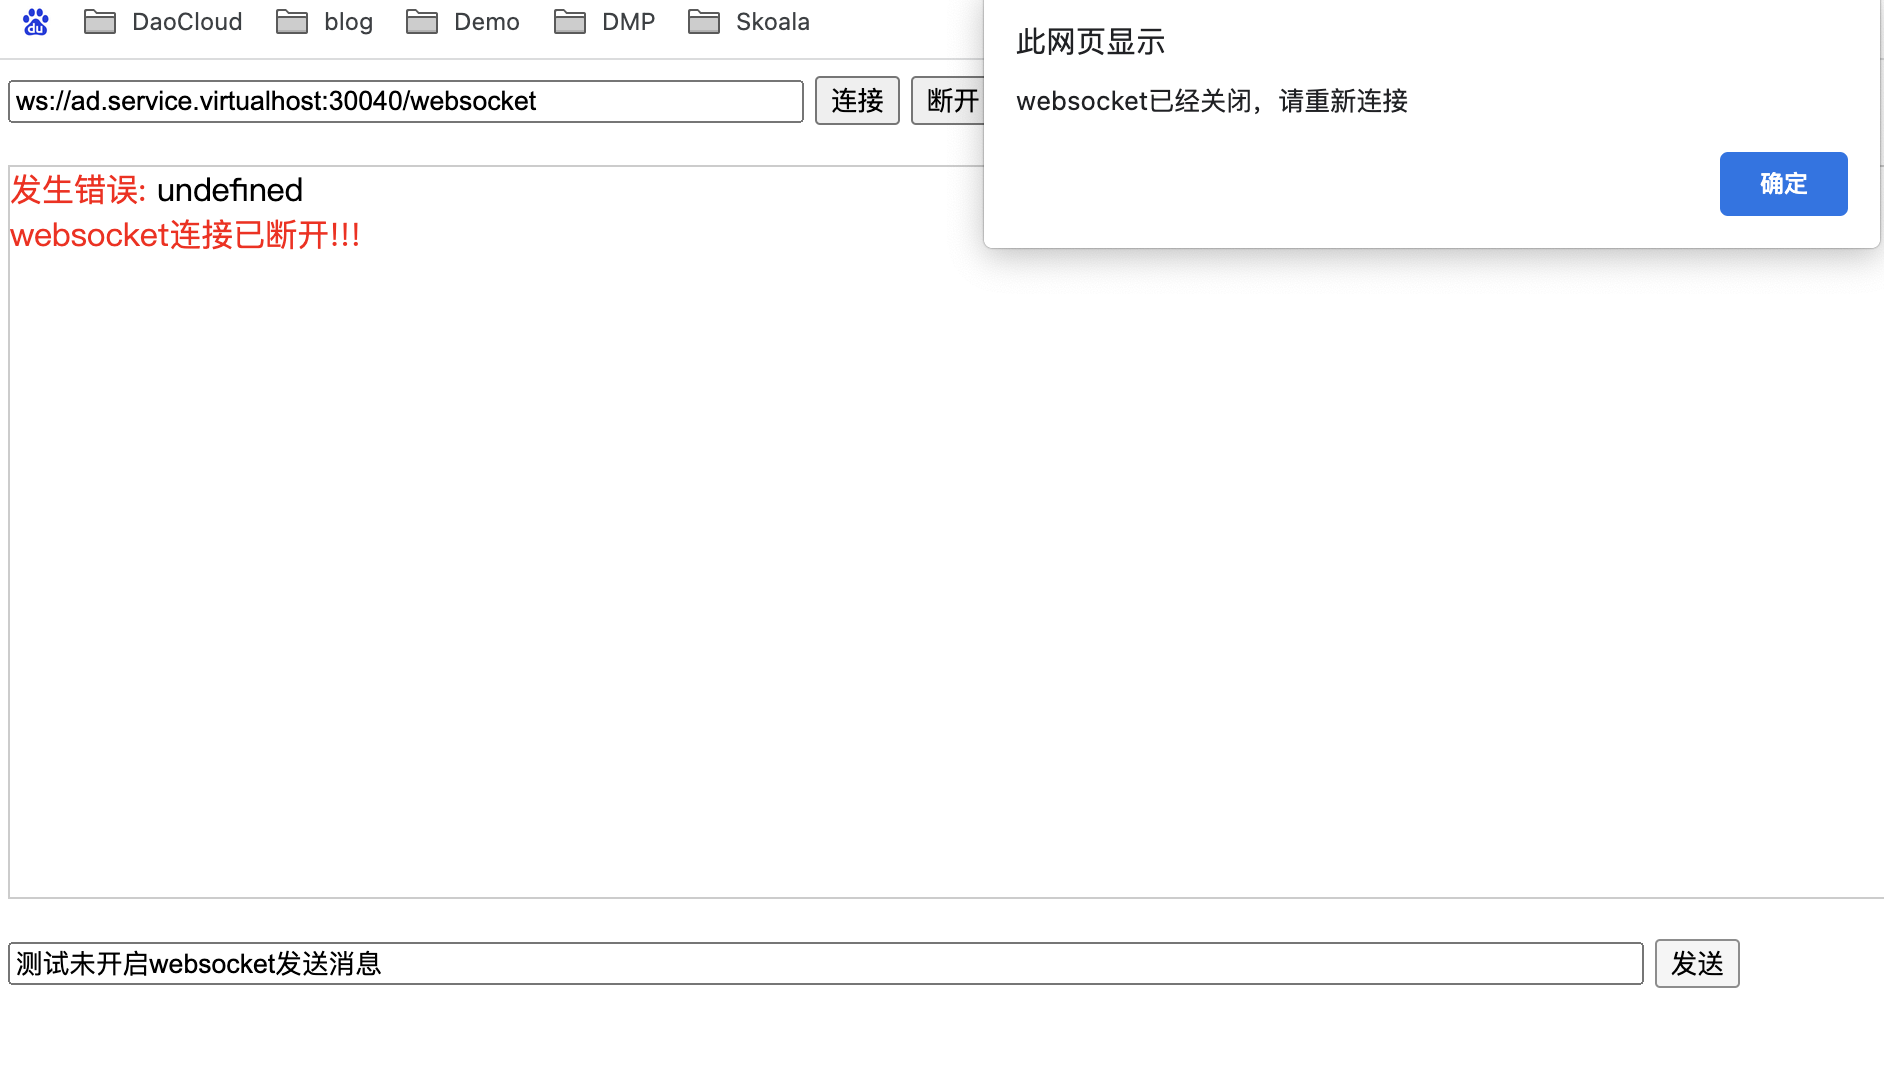 du DaoCloud blog Demo DMP Skoala
此网页显示
websocket已经关闭，请重新连接
确定
ws://ad.service.virtualhost:30040/websocket 连接 断开
发生错误: undefined
websocket连接已断开!!!
测试未开启websocket发送消息 发送